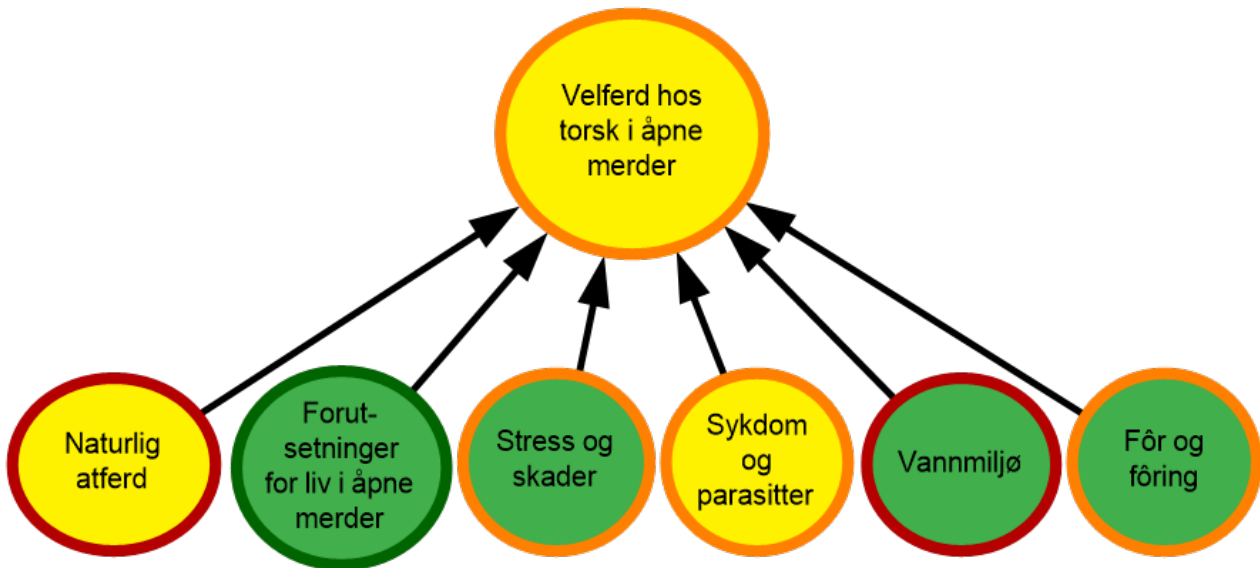 Velferd hos
torsk i åpne
merder
Naturlig
atferd
Forut-
setninger
for liv i åpne
merder
Stress og
skader
Sykdom
og
parasitter
Vannmiljø
Fôr og
fôring